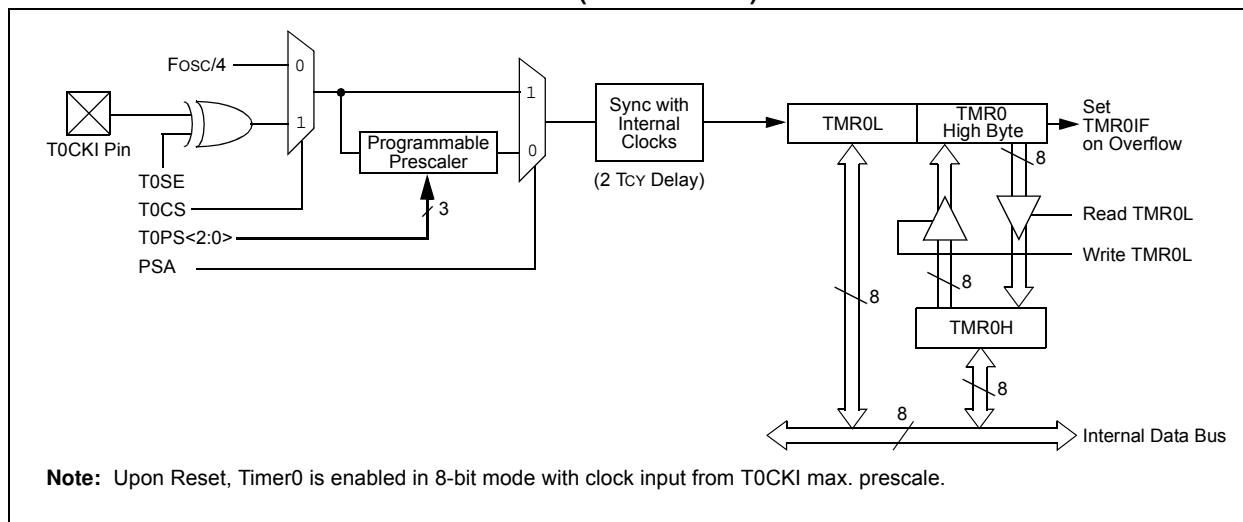 FOSC/4
0
1
T0CKI Pin
T0SE
T0CS
T0PS<2:0>
PSA
Programmable
Prescaler
3
1
0
Sync with
Internal
Clocks
(2 TCY Delay)
TMR0L
TMR0
High Byte
Set
TMR0IF
on Overflow
8
Read TMR0L
Write TMR0L
8
8
TMR0H
8
8
Internal Data Bus
Note: Upon Reset, Timer0 is enabled in 8-bit mode with clock input from T0CKI max. prescale.